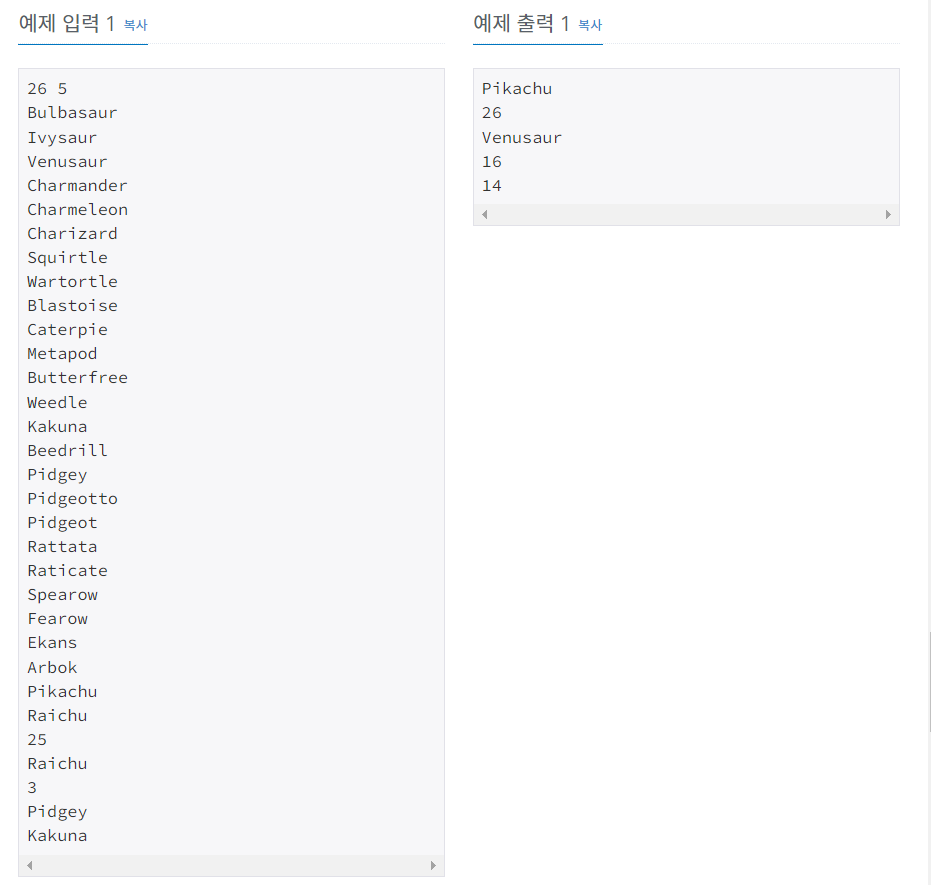 예제 입력 1 복사
26 5
Bulbasaur
Ivysaur
Venusaur
Charmander
Charmeleon
Charizard
Squirtle
Wartortle
Blastoise
Caterpie
Metapod
Butterfree
Weedle
Kakuna
Beedrill
Pidgey
Pidgeotto
Pidgeot
Rattata
Raticate
Spearow
Fearow
Ekans
Arbok
Pikachu
Raichu
25
Raichu
3
Pidgey
Kakuna
예제 출력 1 복사
Pikachu
26
Venusaur
16
14